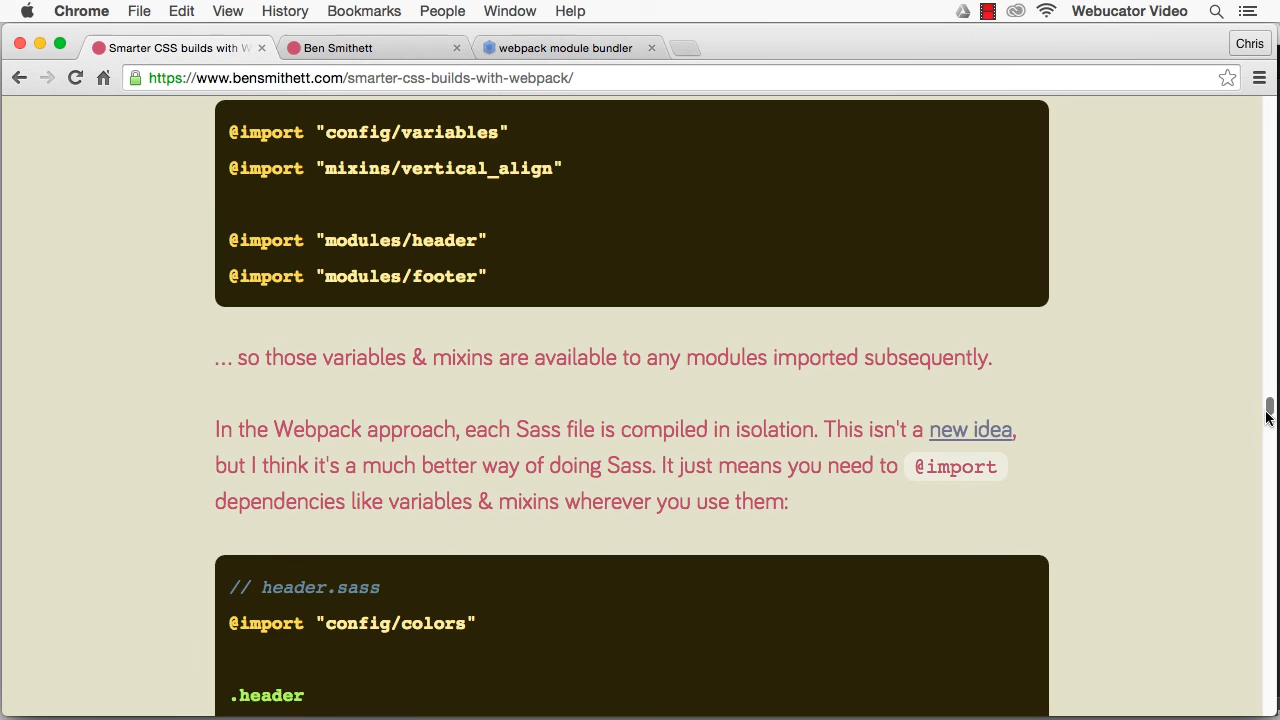 Chrome File Edit View History Bookmarks People Window Help Webucator Video
Smarter CSS builds with W Ben Smithett webpack module bundler Chris
https://www.bensmithett.com/smarter-css-builds-with-webpack/
@import "config/variables"
@import "mixins/vertical_align"
@import "modules/header"
@import "modules/footer"
... so those variables & mixins are available to any modules imported subsequently.
In the Webpack approach, each Sass file is compiled in isolation. This isn't a new idea,
but I think it's a much better way of doing Sass. It just means you need to @import
dependencies like variables & mixins wherever you use them:
// header.sass
@import "config/colors"
.header